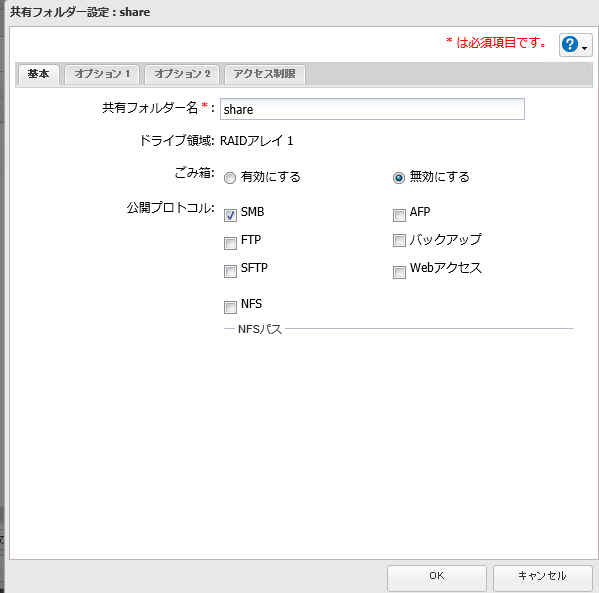 共有フォルダー設定 : share
* は必須項目です。
?
基本 オプション 1 オプション 2 アクセス制限
共有フォルダー名 * : share
ドライブ領域: RAIDアレイ 1
ごみ箱: 有効にする 無効にする
公開プロトコル: SMB AFP
FTP バックアップ
SFTP Webアクセス
NFS
NFSパス
OK キャンセル